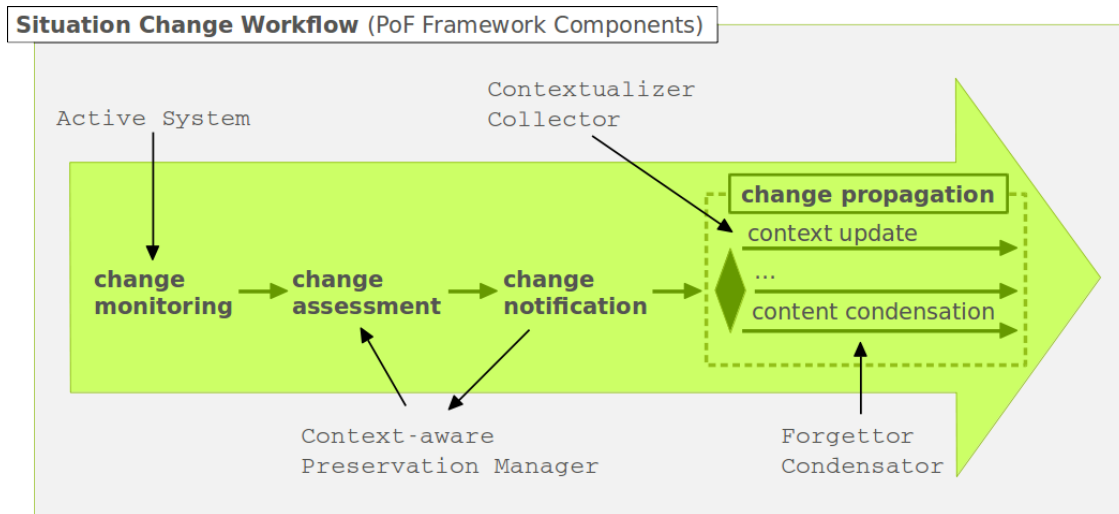 Situation Change Workflow (PoF Framework Components)
Active System
Contextualizer
Collector
change propagation
context update
...
content condensation
change
monitoring
change
assessment
change
notification
Context-aware
Preservation Manager
Forgettor
Condensator